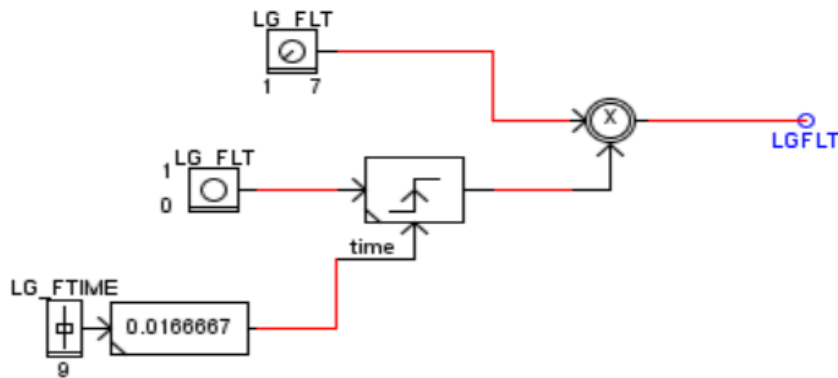 LG_FLT
1 7
X
LGFLT
LG_FLT
1
0
time
LG_FTIME
0.0166667
9